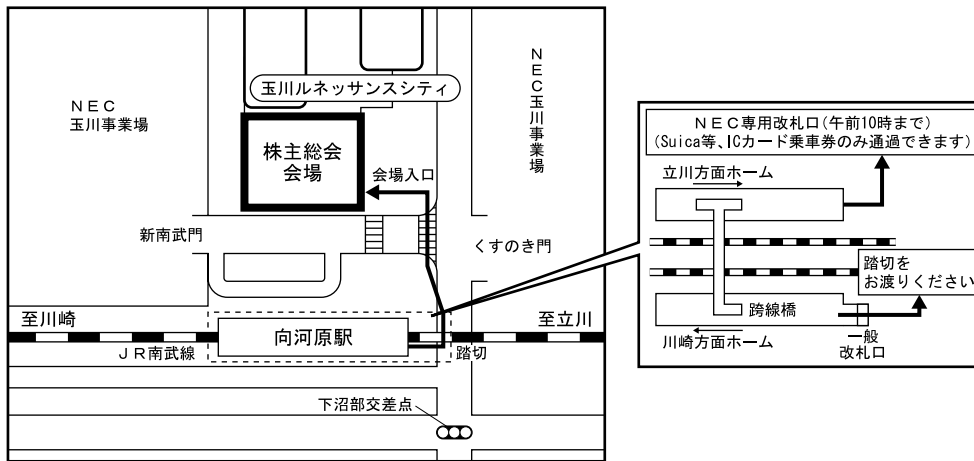 ＮＥＣ
玉川事業場
玉川ルネッサンスシティ
ＮＥＣ玉川事業場
株主総会
会場
会場入口
新南武門
くすのき門
至川崎
至立川
向河原駅
ＪＲ南武線
踏切
下沼部交差点
ＮＥＣ専用改札口(午前10時まで)
(Suica等、ICカード乗車券のみ通過できます)
立川方面ホーム
踏切を
お渡りください
跨線橋
川崎方面ホーム
一般
改札口